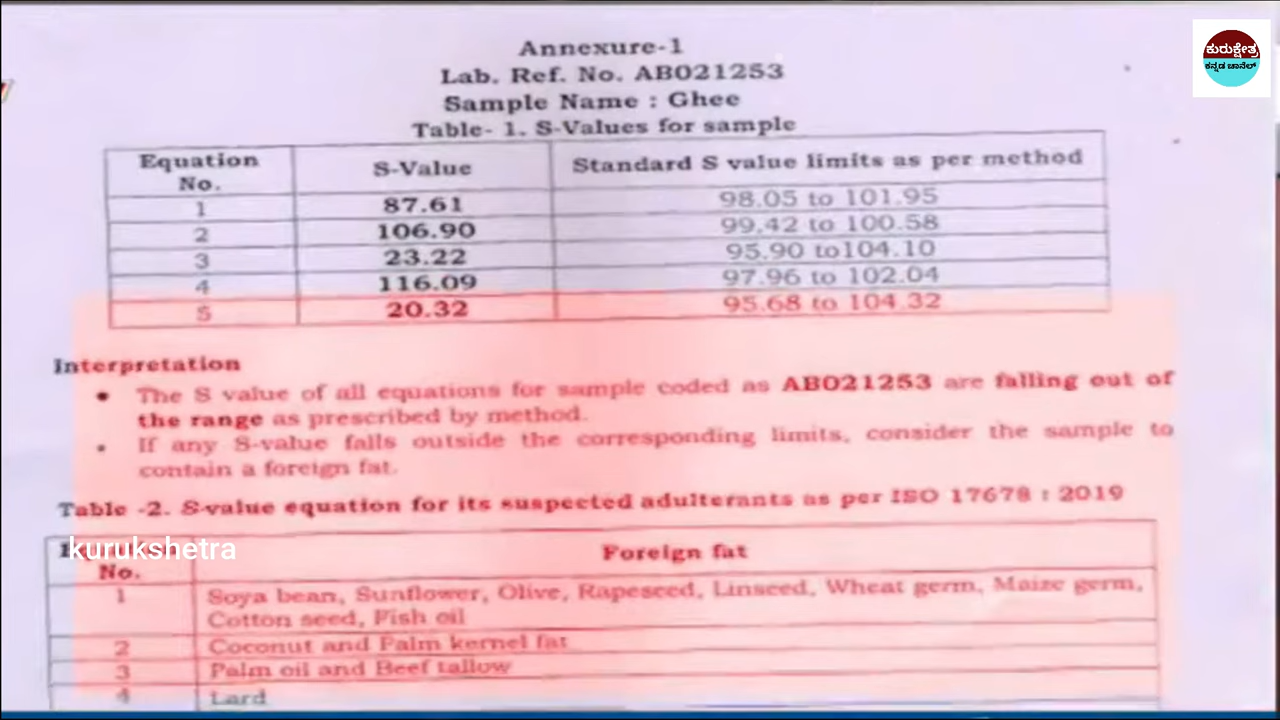 ಕುರುಕ್ಷೇತ್ರ
ಕನ್ನಡ ಚಾನೆಲ್
Annexure-1
Lab. Ref. No. AB021253
Sample Name : Ghee
Table- 1. S-Values for sample
Equation No. S-Value Standard S value limits as per method
1 87.61 98.05 to 101.95
2 106.90 99.42 to 100.58
3 23.22 95.90 to104.10
4 116.09 97.96 to 102.04
5 20.32 95.68 to 104.32
Interpretation
• The S value of all equations for sample coded as AB021253 are falling out of
the range as prescribed by method.
• If any S-value falls outside the corresponding limits, consider the sample to
contain a foreign fat.
Table -2. S-value equation for its suspected adulterants as per ISO 17678 : 2019
kurukshetra
No. Foreign fat
1 Soya bean, Sunflower, Olive, Rapeseed, Linseed, Wheat germ, Maize germ,
Cotton seed, Fish oil
2 Coconut and Palm kernel fat
3 Palm oil and Beef tallow
4 Lard